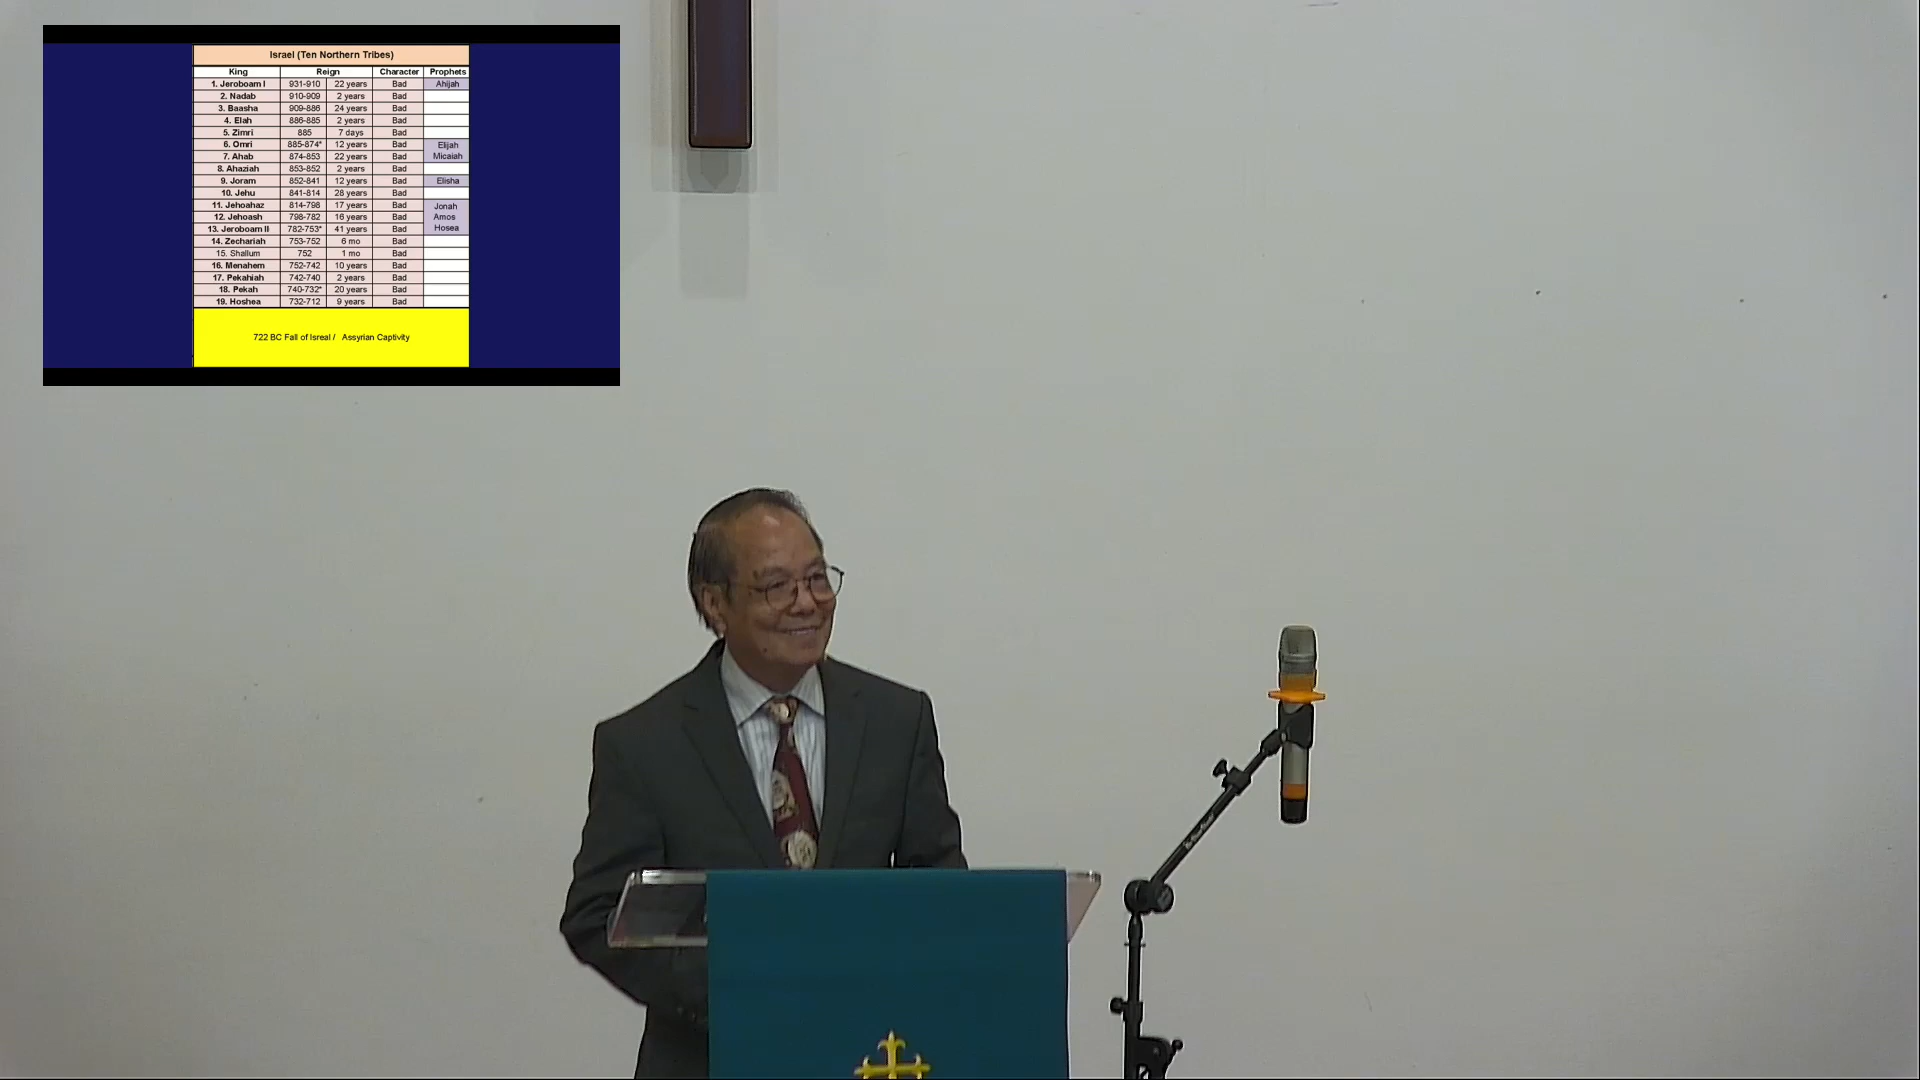 Israel (Ten Northern Tribes)
King Reign Character Prophets
1. Jeroboam I 931-910 22 years Bad Ahijah
2. Nadab 910-909 2 years Bad
3. Baasha 909-886 24 years Bad
4. Elah 886-885 2 years Bad
5. Zimri 885 7 days Bad
6. Omri 885-874* 12 years Bad Elijah
7. Ahab 874-853 22 years Bad Micaiah
8. Ahaziah 853-852 2 years Bad
9. Joram 852-841 12 years Bad Elisha
10. Jehu 841-814 28 years Bad
11. Jehoahaz 814-798 17 years Bad Jonah
12. Jehoash 798-782 16 years Bad Amos
13. Jeroboam II 782-753* 41 years Bad Hosea
14. Zechariah 753-752 6 mo Bad
15. Shallum 752 1 mo Bad
16. Menahem 752-742 10 years Bad
17. Pekahiah 742-740 2 years Bad
18. Pekah 740-732* 20 years Bad
19. Hoshea 732-712 9 years Bad
722 BC Fall of Isreal / Assyrian Captivity